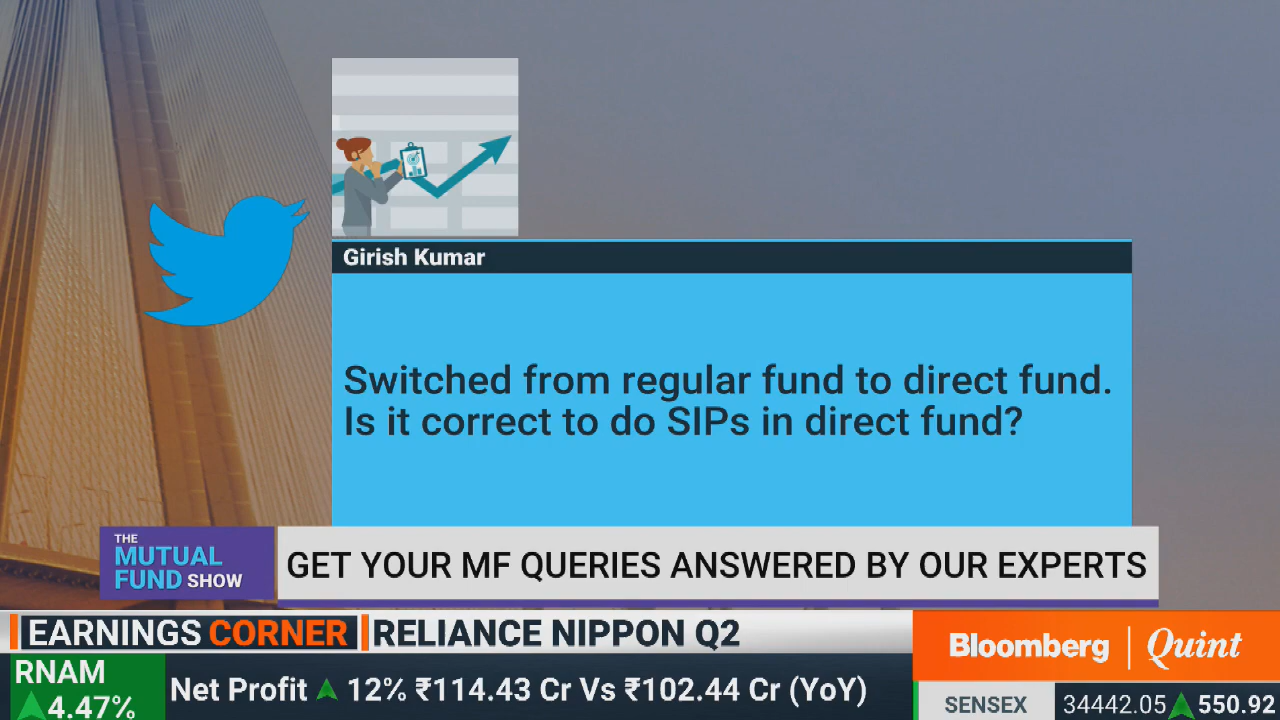 Girish Kumar
Switched from regular fund to direct fund.
Is it correct to do SIPs in direct fund?
THE
MUTUAL
FUND SHOW
GET YOUR MF QUERIES ANSWERED BY OUR EXPERTS
EARNINGS CORNER
RELIANCE NIPPON Q2
Bloomberg | Quint
RNAM
4.47%
Net Profit ▲ 12% ₹114.43 Cr Vs ₹102.44 Cr (YoY)
SENSEX
34442.05 ▲ 550.92